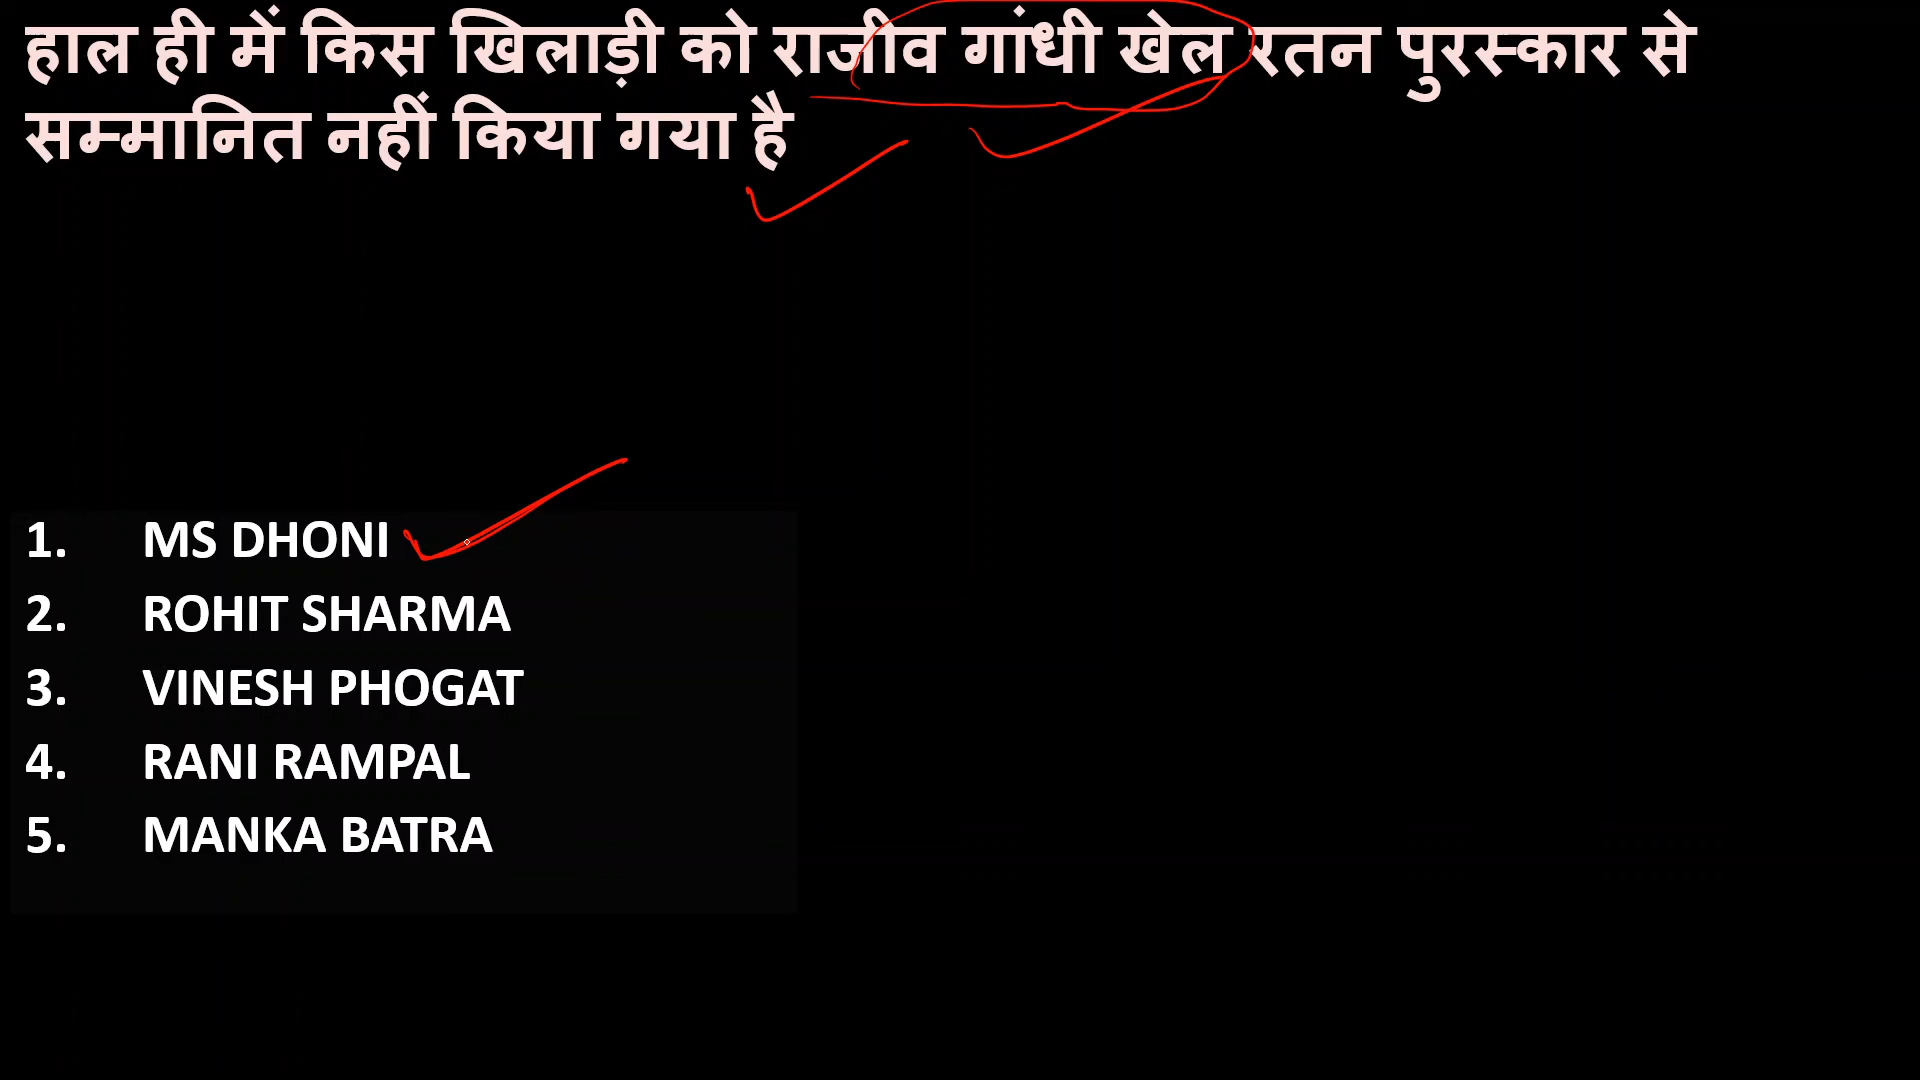 हाल ही में किस खिलाड़ी को राजीव गांधी खेल रतन पुरस्कार से
सम्मानित नहीं किया गया है
1. MS DHONI
2. ROHIT SHARMA
3. VINESH PHOGAT
4. RANI RAMPAL
5. MANKA BATRA